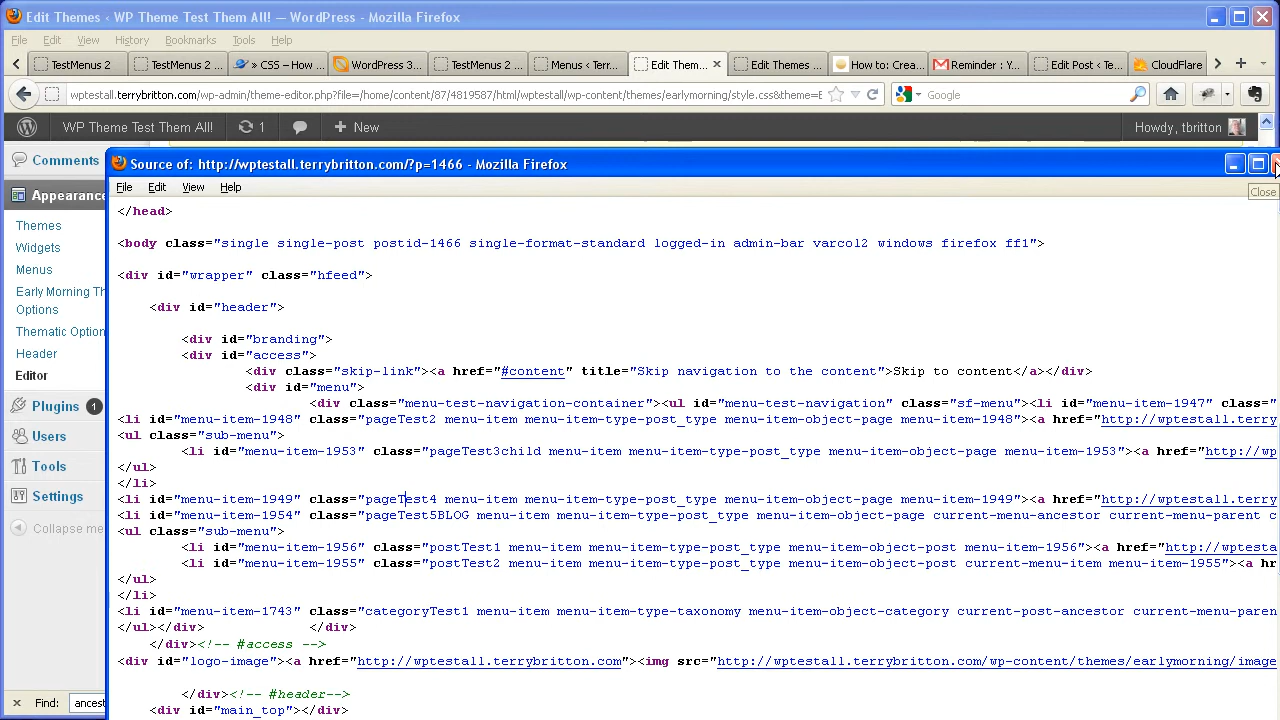 Edit Themes ‹ WP Theme Test Them All! — WordPress - Mozilla Firefox
File Edit View History Bookmarks Tools Help
TestMenus 2 TestMenus 2 ... » CSS – How ... WordPress 3... TestMenus 2 ... Menus ‹ Terr... Edit Them... × Edit Themes ... How to: Crea... Reminder : Y... Edit Post ‹ Te... CloudFlare
wptestall.terrybritton.com/wp-admin/theme-editor.php?file=/home/content/87/4819587/html/wptestall/wp-content/themes/earlymorning/style.css&theme=E Google
WP Theme Test Them All! 1 + New Howdy, tbritton
Comments
Source of: http://wptestall.terrybritton.com/?p=1466 - Mozilla Firefox
File Edit View Help
Close
Appearance
Themes
Widgets
Menus
Early Morning Th
Options
Thematic Option
Header
Editor
Plugins 1
Users
Tools
Settings
Collapse me
</head>
<body class="single single-post postid-1466 single-format-standard logged-in admin-bar varcol2 windows firefox ff1">
<div id="wrapper" class="hfeed">
<div id="header">
<div id="branding">
<div id="access">
<div class="skip-link"><a href="#content" title="Skip navigation to the content">Skip to content</a></div>
<div id="menu">
<div class="menu-test-navigation-container"><ul id="menu-test-navigation" class="sf-menu"><li id="menu-item-1947" class="
<li id="menu-item-1948" class="pageTest2 menu-item menu-item-type-post_type menu-item-object-page menu-item-1948"><a href="http://wptestall.terry
<ul class="sub-menu">
<li id="menu-item-1953" class="pageTest3child menu-item menu-item-type-post_type menu-item-object-page menu-item-1953"><a href="http://wp
</ul>
</li>
<li id="menu-item-1949" class="pageTest4 menu-item menu-item-type-post_type menu-item-object-page menu-item-1949"><a href="http://wptestall.terry
<li id="menu-item-1954" class="pageTest5BLOG menu-item menu-item-type-post_type menu-item-object-page current-menu-ancestor current-menu-parent c
<ul class="sub-menu">
<li id="menu-item-1956" class="postTest1 menu-item menu-item-type-post_type menu-item-object-post menu-item-1956"><a href="http://wptesta
<li id="menu-item-1955" class="postTest2 menu-item menu-item-type-post_type menu-item-object-post current-menu-item menu-item-1955"><a hr
</ul>
</li>
<li id="menu-item-1743" class="categoryTest1 menu-item menu-item-type-taxonomy menu-item-object-category current-post-ancestor current-menu-paren
</ul></div> </div>
</div><!-- #access -->
<div id="logo-image"><a href="http://wptestall.terrybritton.com"><img src="http://wptestall.terrybritton.com/wp-content/themes/earlymorning/image
</div><!-- #header-->
<div id="main_top"></div>
× Find: ancest